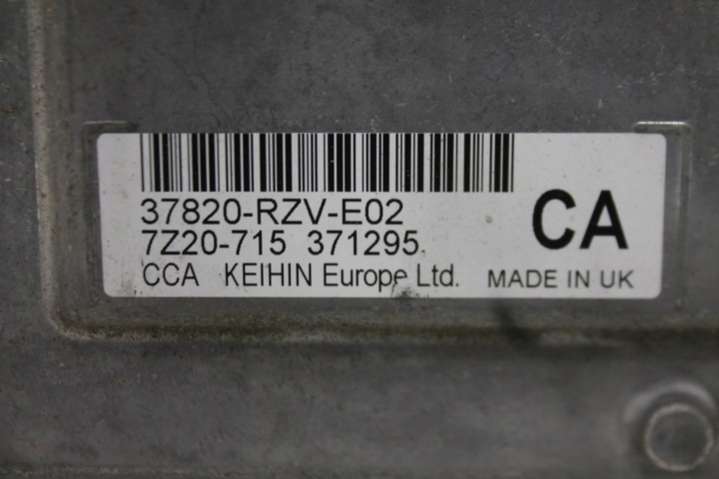 37820-RZV-E02
7Z20-715 371295
CA
CCA KEIHIN Europe Ltd. MADE IN UK